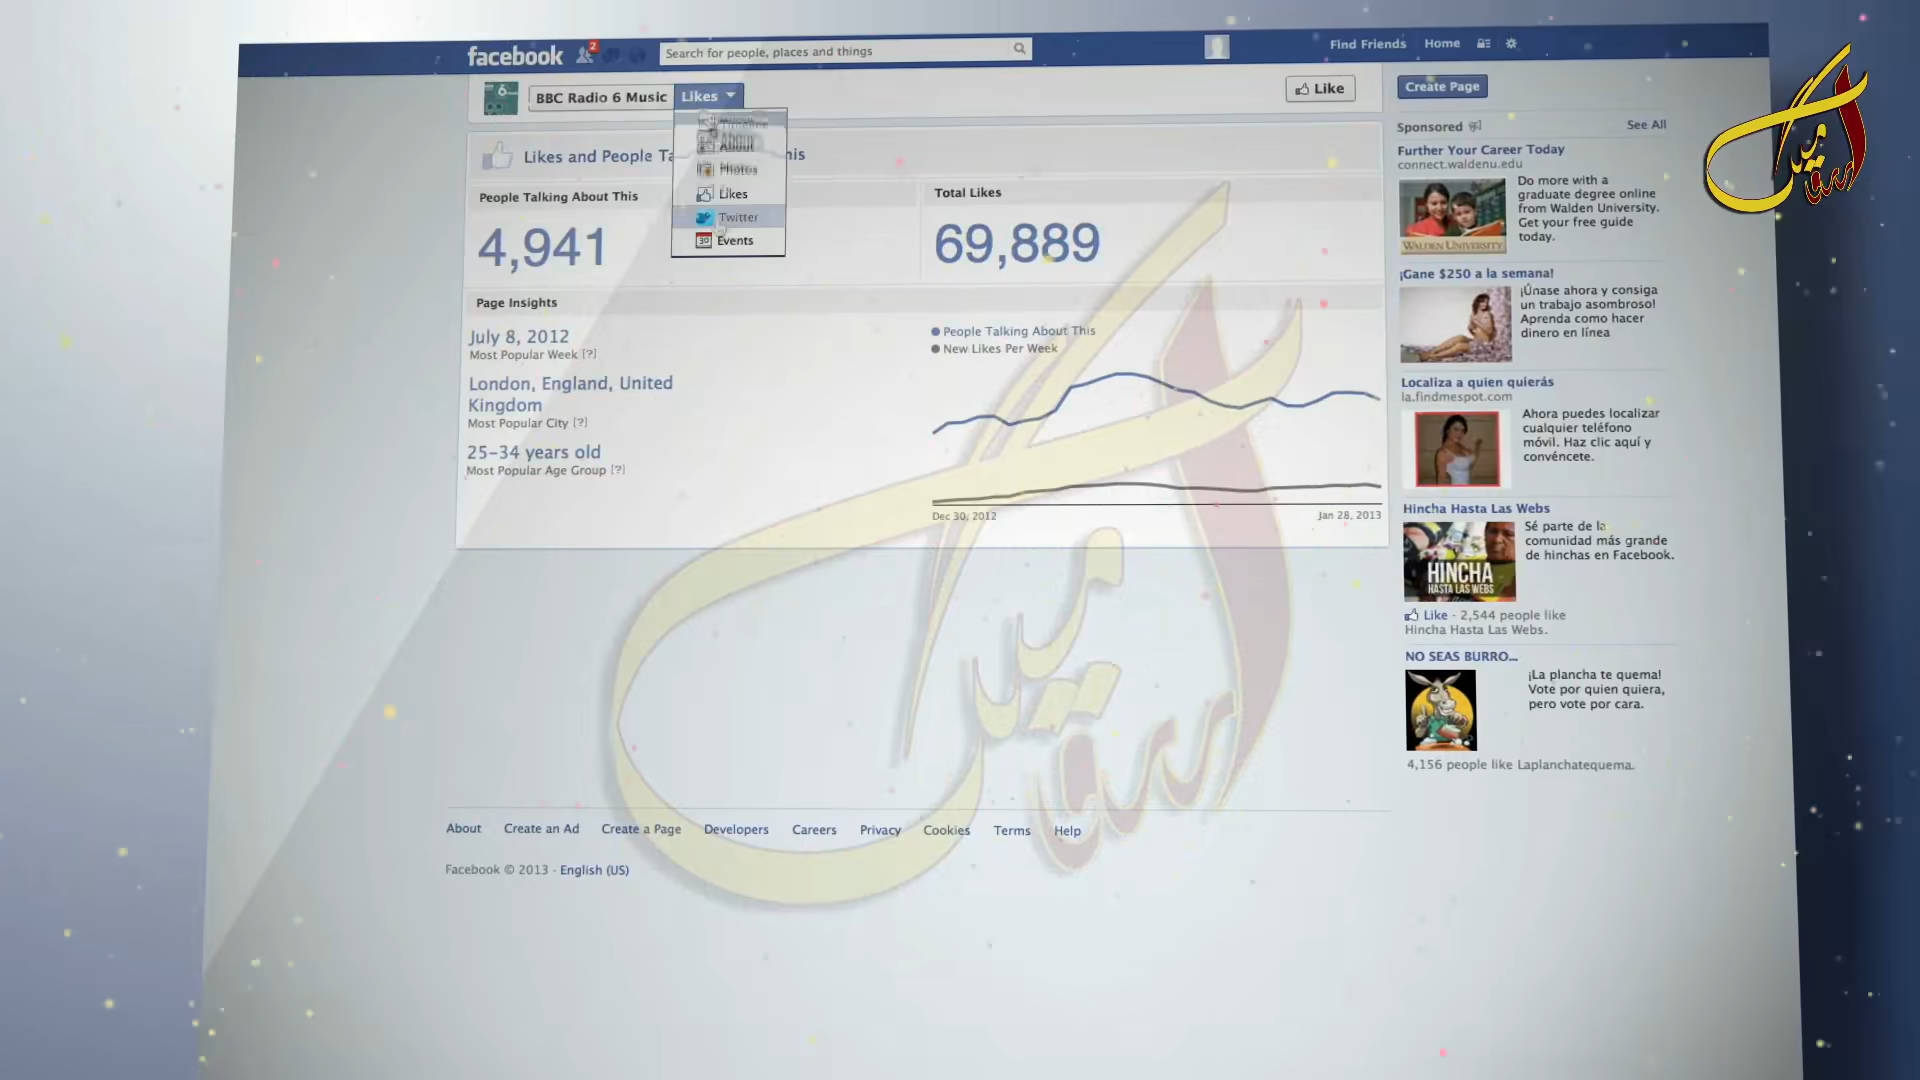 facebook
2
Search for people, places and things
Find Friends
Home
6
BBC Radio 6 Music
Likes
Like
Create Page
Timeline
About
Photos
Likes
Twitter
30
Events
Likes and People Ta
his
People Talking About This
4,941
Total Likes
69,889
Page Insights
July 8, 2012
Most Popular Week [?]
London, England, United
Kingdom
Most Popular City [?]
25-34 years old
Most Popular Age Group [?]
People Talking About This
New Likes Per Week
Dec 30, 2012
Jan 28, 2013
Sponsored
See All
Further Your Career Today
connect.waldenu.edu
WALDEN UNIVERSITY
Do more with a
graduate degree online
from Walden University.
Get your free guide
today.
¡Gane $250 a la semana!
¡Únase ahora y consiga
un trabajo asombroso!
Aprenda como hacer
dinero en línea
Localiza a quien quierás
la.findmespot.com
Ahora puedes localizar
cualquier teléfono
móvil. Haz clic aquí y
convéncete.
Hincha Hasta Las Webs
HINCHA
HASTA LAS WEBS
Sé parte de la
comunidad más grande
de hinchas en Facebook.
Like - 2,544 people like
Hincha Hasta Las Webs.
NO SEAS BURRO...
¡La plancha te quema!
Vote por quien quiera,
pero vote por cara.
4,156 people like Laplanchatequema.
About
Create an Ad
Create a Page
Developers
Careers
Privacy
Cookies
Terms
Help
Facebook © 2013 - English (US)